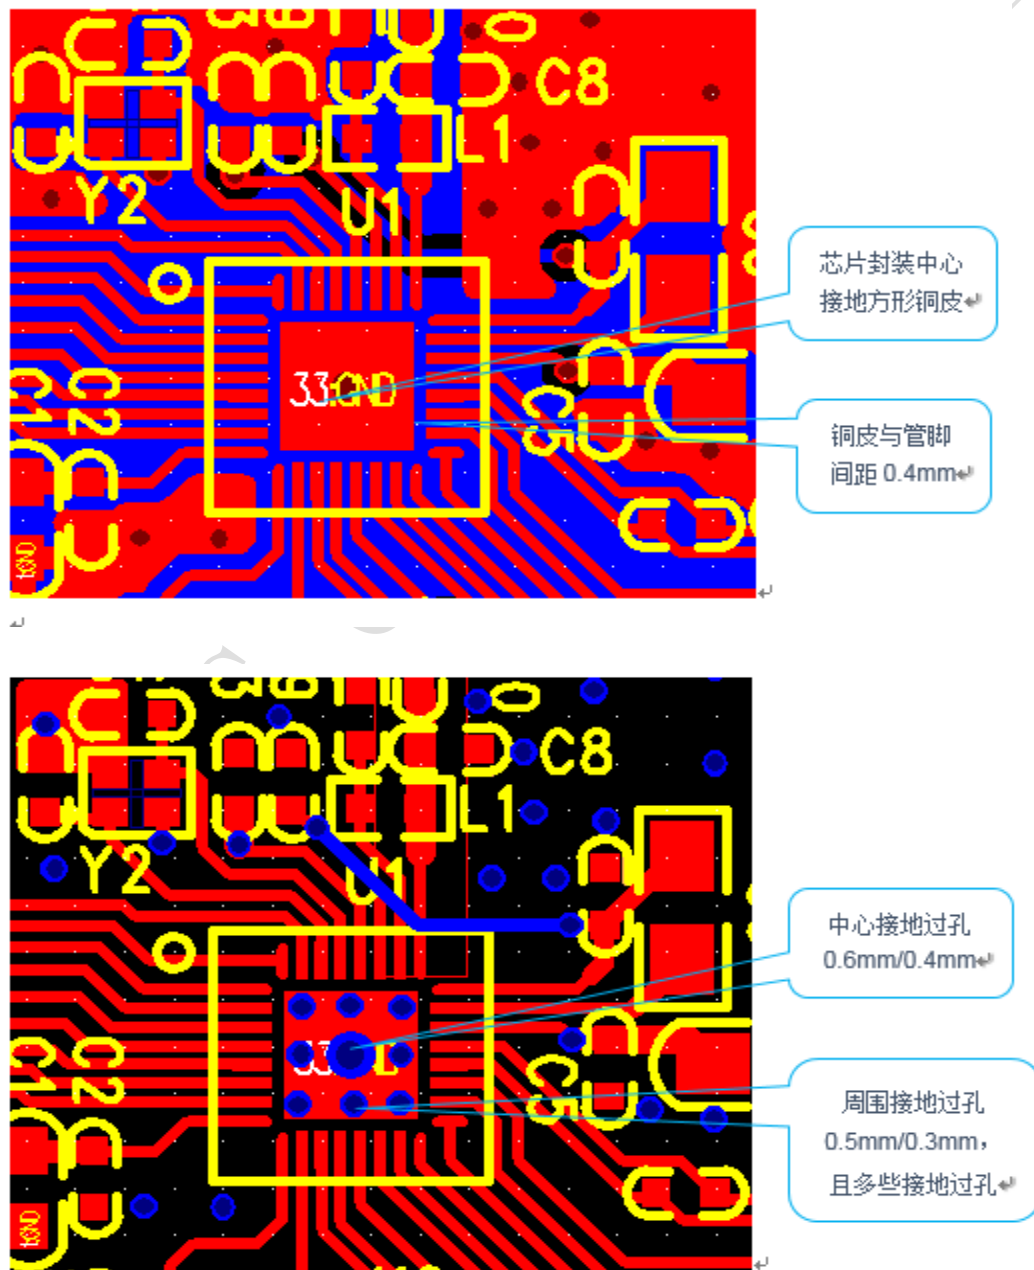 C8
L1
Y2
U1
芯片封装中心
接地方形铜皮
33:GND
C1
C2
C5
铜皮与管脚
间距 0.4mm
GND
C8
L1
Y2
U1
中心接地过孔
0.6mm/0.4mm
33
C1
C2
C5
周围接地过孔
0.5mm/0.3mm，
且多些接地过孔
GND